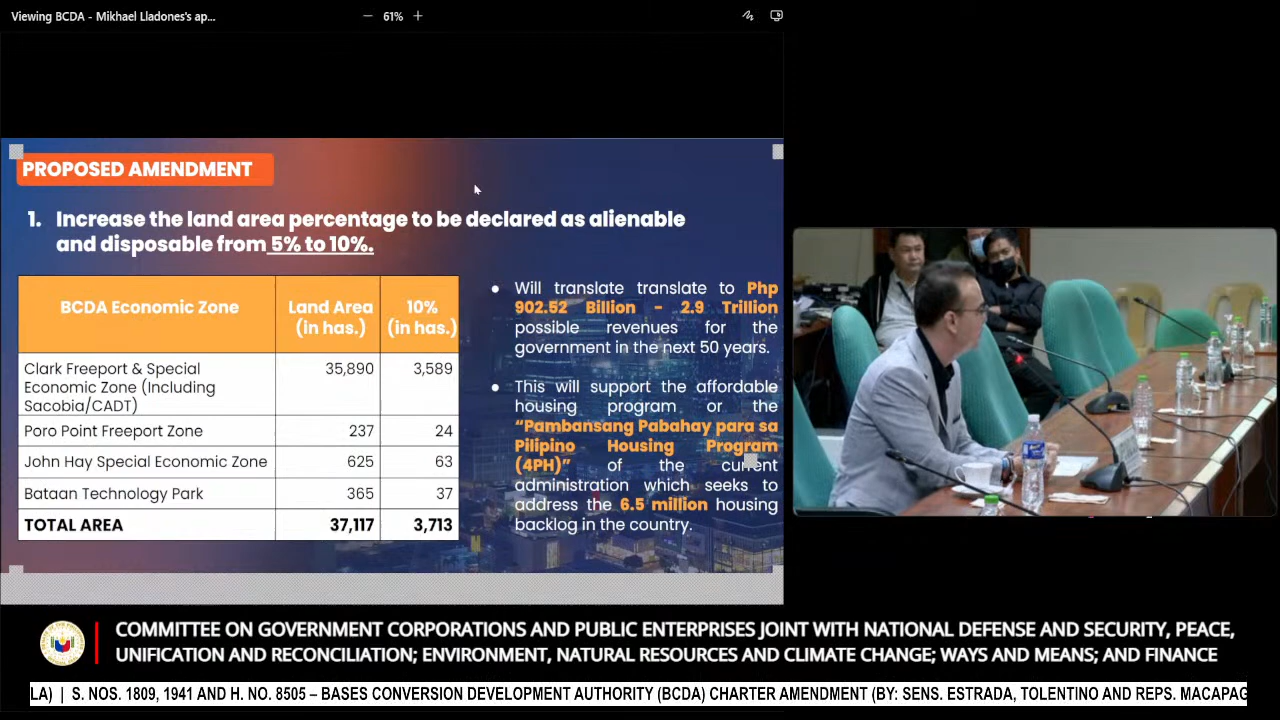 Viewing BCDA - Mikhael Lladones's ap...
61%
PROPOSED AMENDMENT
1. Increase the land area percentage to be declared as alienable
and disposable from 5% to 10%.
BCDA Economic Zone
Land Area
(in has.)
10%
(in has.)
Clark Freeport & Special
Economic Zone (Including
Sacobia/CADT)
35,890
3,589
Poro Point Freeport Zone
237
24
John Hay Special Economic Zone
625
63
Bataan Technology Park
365
37
TOTAL AREA
37,117
3,713
• Will translate translate to Php
902.52 Billion - 2.9 Trillion
possible revenues for the
government in the next 50 years.
• This will support the affordable
housing program or the
“Pambansang Pabahay para sa
Pilipino Housing Program
(4PH)” of the current
administration which seeks to
address the 6.5 million housing
backlog in the country.
COMMITTEE ON GOVERNMENT CORPORATIONS AND PUBLIC ENTERPRISES JOINT WITH NATIONAL DEFENSE AND SECURITY, PEACE,
UNIFICATION AND RECONCILIATION; ENVIRONMENT, NATURAL RESOURCES AND CLIMATE CHANGE; WAYS AND MEANS; AND FINANCE
LA) | S. NOS. 1809, 1941 AND H. NO. 8505 – BASES CONVERSION DEVELOPMENT AUTHORITY (BCDA) CHARTER AMENDMENT (BY: SENS. ESTRADA, TOLENTINO AND REPS. MACAPAG